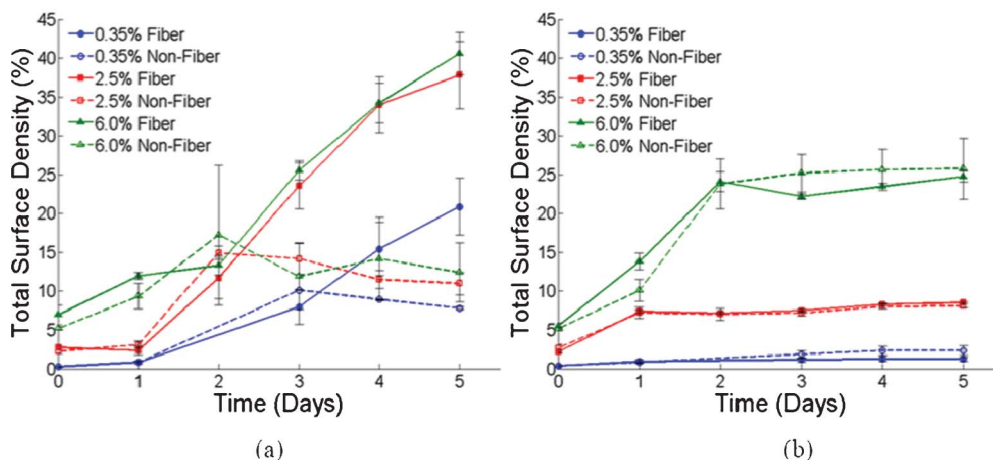 45
40
35
30
25
20
15
10
5
0
Total Surface Density (%)
0.35% Fiber
0.35% Non-Fiber
2.5% Fiber
2.5% Non-Fiber
6.0% Fiber
6.0% Non-Fiber
0 1 2 3 4 5
Time (Days)
(a)
45
40
35
30
25
20
15
10
5
0
Total Surface Density (%)
0.35% Fiber
0.35% Non-Fiber
2.5% Fiber
2.5% Non-Fiber
6.0% Fiber
6.0% Non-Fiber
0 1 2 3 4 5
Time (Days)
(b)